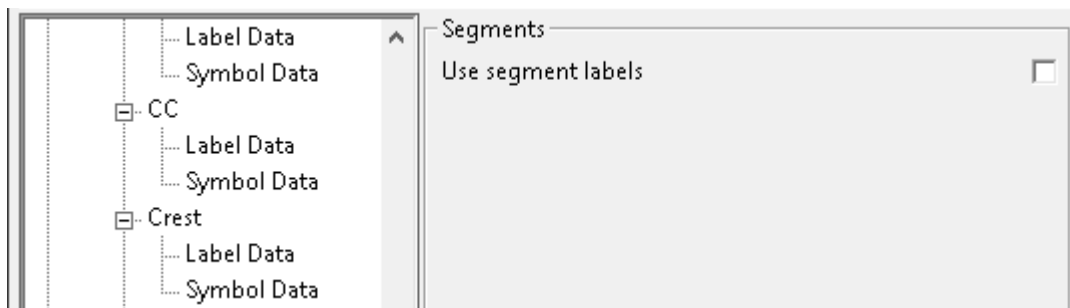 Label Data
Symbol Data
CC
Label Data
Symbol Data
Crest
Label Data
Symbol Data
Segments
Use segment labels